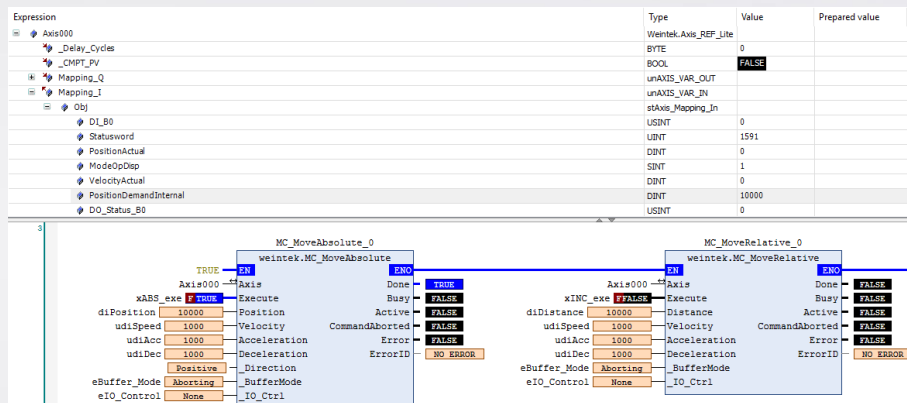 Expression Type Value Prepared value
Axis000 Weintek.Axis_REF_Lite
_Delay_Cycles BYTE 0
_CMPT_PV BOOL FALSE
Mapping_Q unAXIS_VAR_OUT
Mapping_I unAXIS_VAR_IN
Obj stAxis_Mapping_In
DI_B0 USINT 0
Statusword UINT 1591
PositionActual DINT 0
ModeOpDisp SINT 1
VelocityActual DINT 0
PositionDemandInternal DINT 10000
DO_Status_B0 USINT 0
3
MC_MoveAbsolute_0 MC_MoveRelative_0
weintek.MC_MoveAbsolute weintek.MC_MoveRelative
TRUE EN ENO EN ENO
Axis000 Axis Done TRUE Axis000 Axis Done FALSE
xABS_exe F TRUE Execute Busy FALSE xINC_exe F FALSE Execute Busy FALSE
diPosition 10000 Position Active FALSE diDistance 10000 Distance Active FALSE
udiSpeed 1000 Velocity CommandAborted FALSE udiSpeed 1000 Velocity CommandAborted FALSE
udiAcc 1000 Acceleration Error FALSE udiAcc 1000 Acceleration Error FALSE
udiDec 1000 Deceleration ErrorID NO ERROR udiDec 1000 Deceleration ErrorID NO ERROR
Positive _Direction eBuffer_Mode Aborting _BufferMode
eBuffer_Mode Aborting _BufferMode eIO_Control None _IO_Ctrl
eIO_Control None _IO_Ctrl